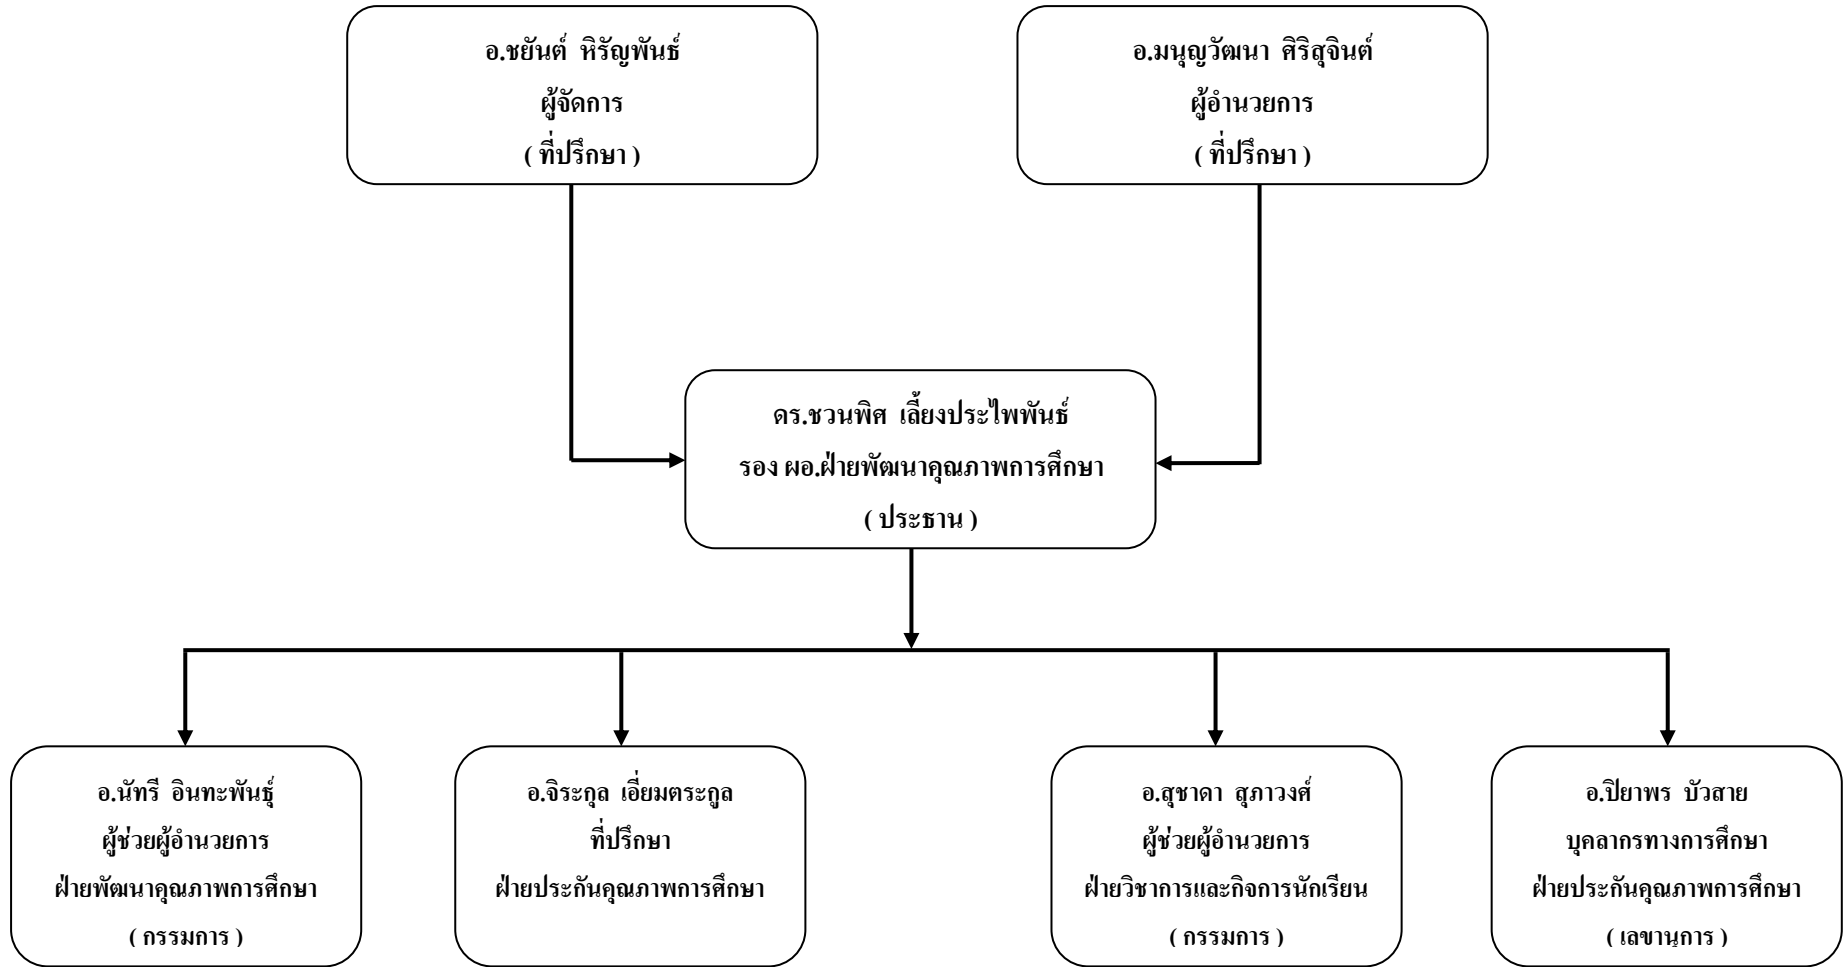 อ.ชยันต์ หิรัญพันธ์
ผู้จัดการ
( ที่ปรึกษา )
อ.มนุญวัฒนา ศิริสุจินต์
ผู้อำนวยการ
( ที่ปรึกษา )
ดร.ชวนพิศ เลี้ยงประไพพันธ์
รอง ผอ.ฝ่ายพัฒนาคุณภาพการศึกษา
( ประธาน )
อ.นัทรี อินทะพันธุ์
ผู้ช่วยผู้อำนวยการ
ฝ่ายพัฒนาคุณภาพการศึกษา
( กรรมการ )
อ.จิระกุล เอี่ยมตระกูล
ที่ปรึกษา
ฝ่ายประกันคุณภาพการศึกษา
อ.สุชาดา สุภาวงศ์
ผู้ช่วยผู้อำนวยการ
ฝ่ายวิชาการและกิจการนักเรียน
( กรรมการ )
อ.ปิยาพร บัวสาย
บุคลากรทางการศึกษา
ฝ่ายประกันคุณภาพการศึกษา
( เลขานุการ )